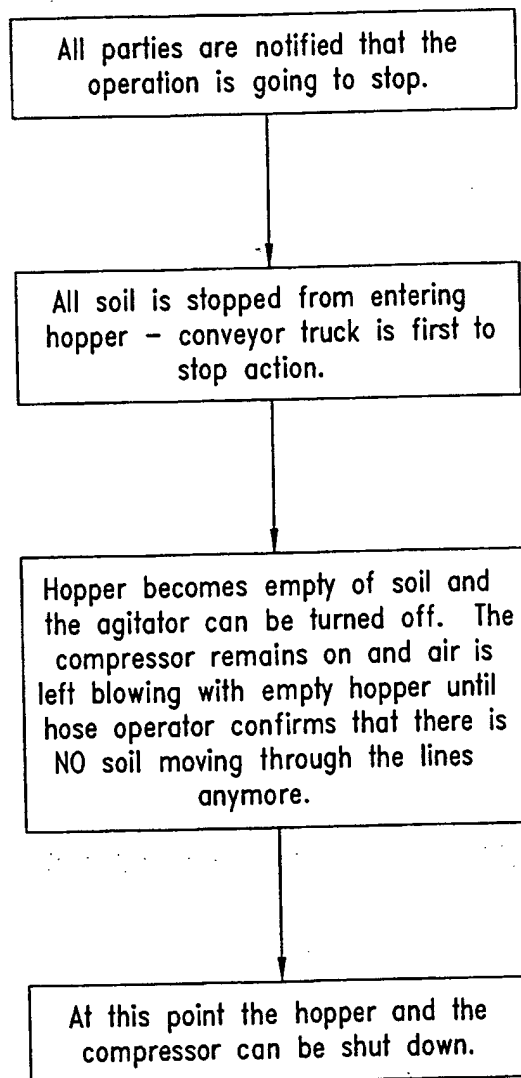 All parties are notified that the
operation is going to stop.
All soil is stopped from entering
hopper – conveyor truck is first to
stop action.
Hopper becomes empty of soil and
the agitator can be turned off. The
compressor remains on and air is
left blowing with empty hopper until
hose operator confirms that there is
NO soil moving through the lines
anymore.
At this point the hopper and the
compressor can be shut down.